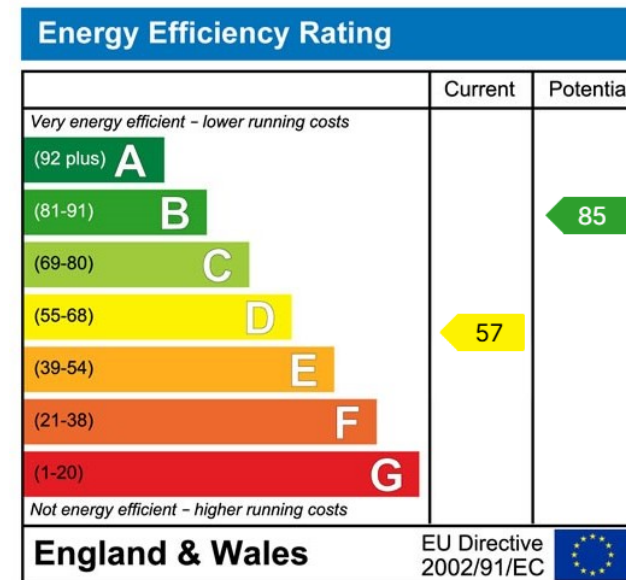 Energy Efficiency Rating
Current Potentia
Very energy efficient – lower running costs
(92 plus) A
(81-91) B
85
(69-80) C
(55-68) D
57
(39-54) E
(21-38) F
(1-20) G
Not energy efficient – higher running costs
England & Wales
EU Directive
2002/91/EC